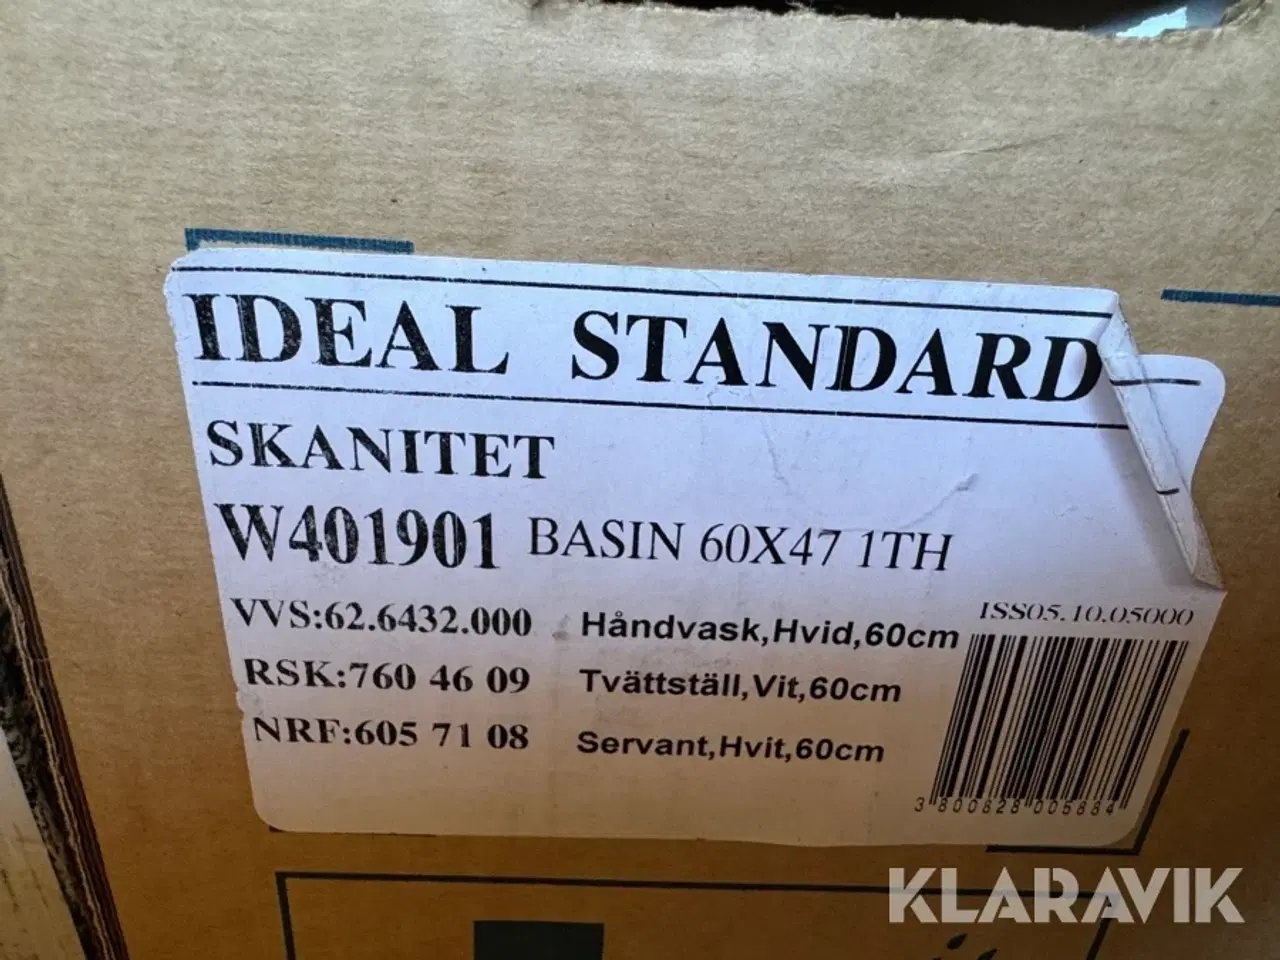 IDEAL STANDARD
SKANITET
W401901 BASIN 60X47 1TH
VVS:62.6432.000 Håndvask,Hvid,60cm
RSK:760 46 09 Tvättställ,Vit,60cm
NRF:605 71 08 Servant,Hvit,60cm
ISS05.10.05000
3 800828 005884
KLARAVIK